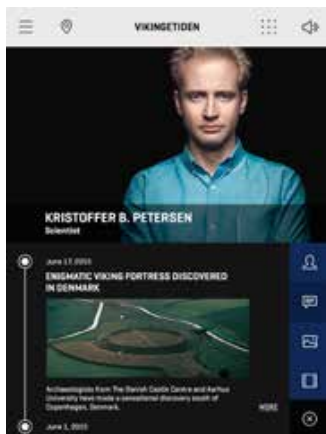 VIKINGETIDEN
KRISTOFFER B. PETERSEN
Scientist
June 17, 2015
ENIGMATIC VIKING FORTRESS DISCOVERED
IN DENMARK
Archaeologists from The Danish Castle Centre and Aarhus
University have made a sensational discovery south of
Copenhagen, Denmark.
MORE
June 1, 2015